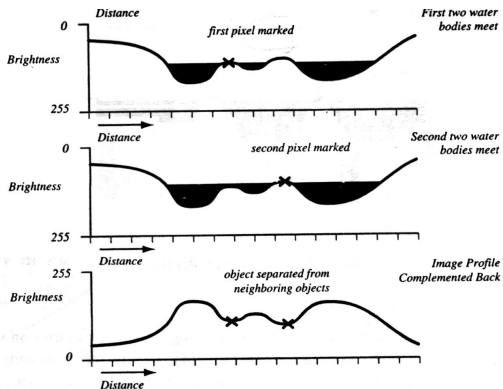 Distance
first pixel marked
First two water
bodies meet
0
Brightness
255
Distance
second pixel marked
Second two water
bodies meet
0
Brightness
255
Distance
object separated from
neighboring objects
Image Profile
Complemented Back
255
Brightness
0
Distance